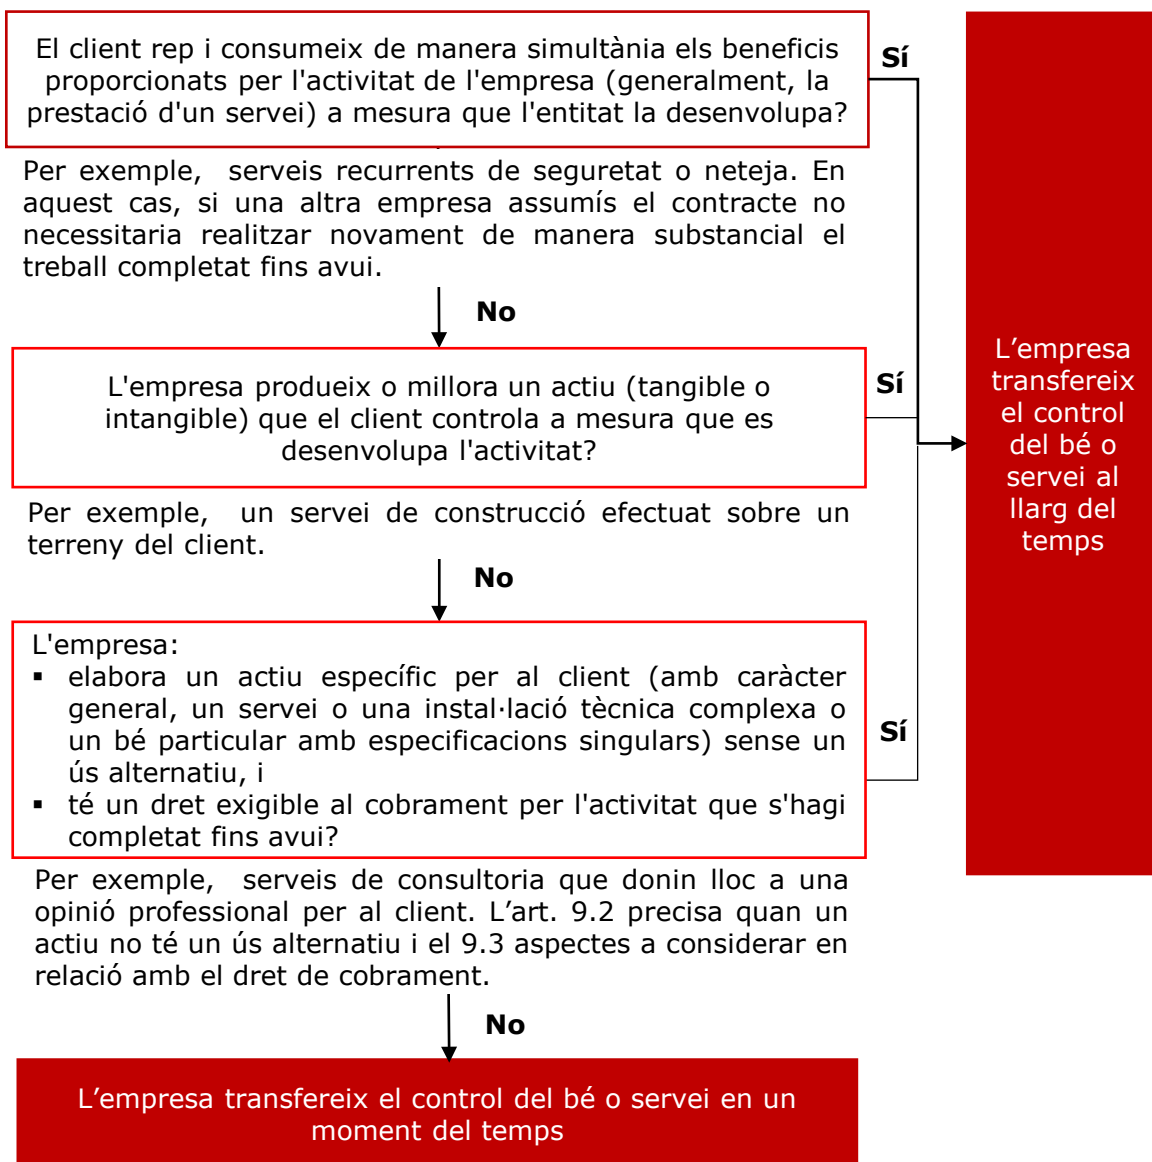 El client rep i consumeix de manera simultània els beneficis
proporcionats per l'activitat de l'empresa (generalment, la
prestació d'un servei) a mesura que l'entitat la desenvolupa?
Sí
Per exemple, serveis recurrents de seguretat o neteja. En
aquest cas, si una altra empresa assumís el contracte no
necessitaria realitzar novament de manera substancial el
treball completat fins avui.
No
L'empresa produeix o millora un actiu (tangible o
intangible) que el client controla a mesura que es
desenvolupa l'activitat?
Sí
Per exemple, un servei de construcció efectuat sobre un
terreny del client.
No
L'empresa:
▪ elabora un actiu específic per al client (amb caràcter
general, un servei o una instal·lació tècnica complexa o
un bé particular amb especificacions singulars) sense un
ús alternatiu, i
▪ té un dret exigible al cobrament per l'activitat que s'hagi
completat fins avui?
Sí
Per exemple, serveis de consultoria que donin lloc a una
opinió professional per al client. L’art. 9.2 precisa quan un
actiu no té un ús alternatiu i el 9.3 aspectes a considerar en
relació amb el dret de cobrament.
No
L’empresa transfereix el control del bé o servei en un
moment del temps
L’empresa
transfereix
el control
del bé o
servei al
llarg del
temps